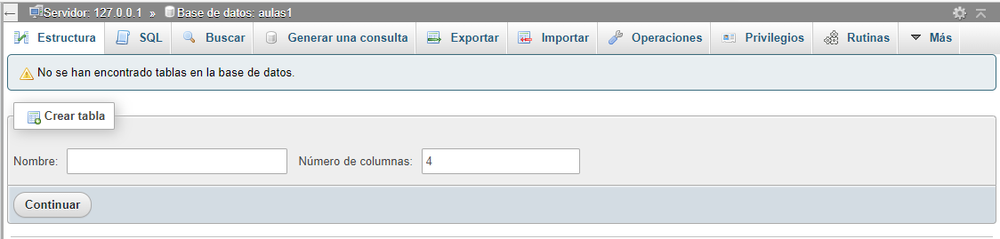 Servidor: 127.0.0.1 » Base de datos: aulas1
Estructura SQL Buscar Generar una consulta Exportar Importar Operaciones Privilegios Rutinas Más
No se han encontrado tablas en la base de datos.
Crear tabla
Nombre: Número de columnas: 4
Continuar